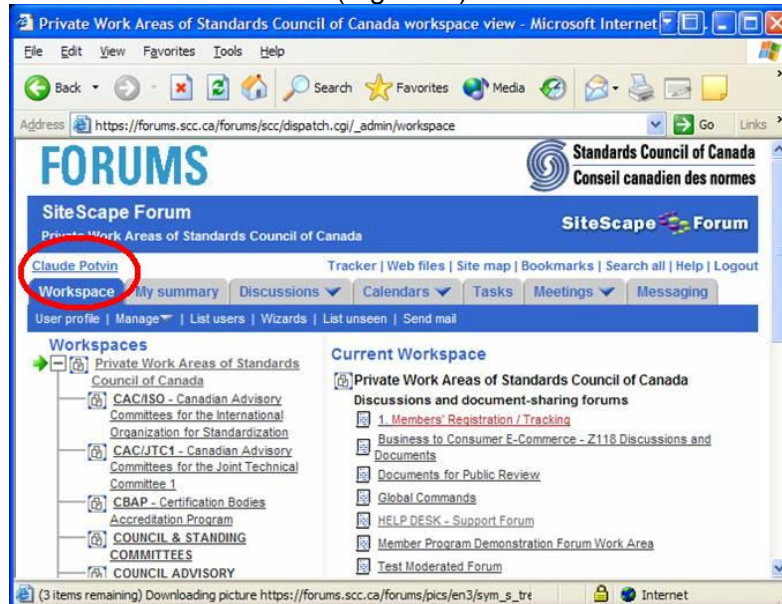 Private Work Areas of Standards Council of Canada workspace view - Microsoft Internet
File Edit View Favorites Tools Help
Back Search Favorites Media
Address https://forums.scc.ca/forums/scc/dispatch.cgi/_admin/workspace Go Links
FORUMS
Standards Council of Canada
Conseil canadien des normes
SiteScape Forum
Private Work Areas of Standards Council of Canada
SiteScape Forum
Claude Potvin Tracker | Web files | Site map | Bookmarks | Search all | Help | Logout
Workspace My summary Discussions Calendars Tasks Meetings Messaging
User profile | Manage | List users | Wizards | List unseen | Send mail
Workspaces
Private Work Areas of Standards
Council of Canada
CAC/ISO - Canadian Advisory
Committees for the International
Organization for Standardization
CAC/JTC1 - Canadian Advisory
Committees for the Joint Technical
Committee 1
CBAP - Certification Bodies
Accreditation Program
COUNCIL & STANDING
COMMITTEES
COUNCIL ADVISORY
Current Workspace
Private Work Areas of Standards Council of Canada
Discussions and document-sharing forums
1. Members' Registration / Tracking
Business to Consumer E-Commerce - Z118 Discussions and
Documents
Documents for Public Review
Global Commands
HELP DESK - Support Forum
Member Program Demonstration Forum Work Area
Test Moderated Forum
(3 items remaining) Downloading picture https://forums.scc.ca/forums/pics/en3/sym_s_tre Internet